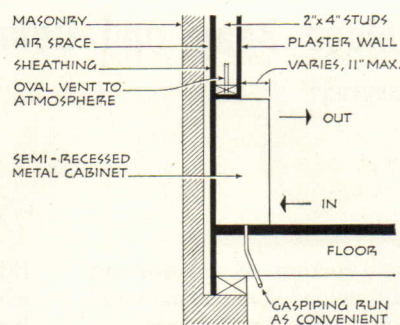 MASONRY
AIR SPACE
SHEATHING
OVAL VENT TO
ATMOSPHERE
SEMI-RECESSED
METAL CABINET
2"x 4" STUDS
PLASTER WALL
VARIES, 11" MAX.
OUT
IN
FLOOR
GASPIPING RUN
AS CONVENIENT